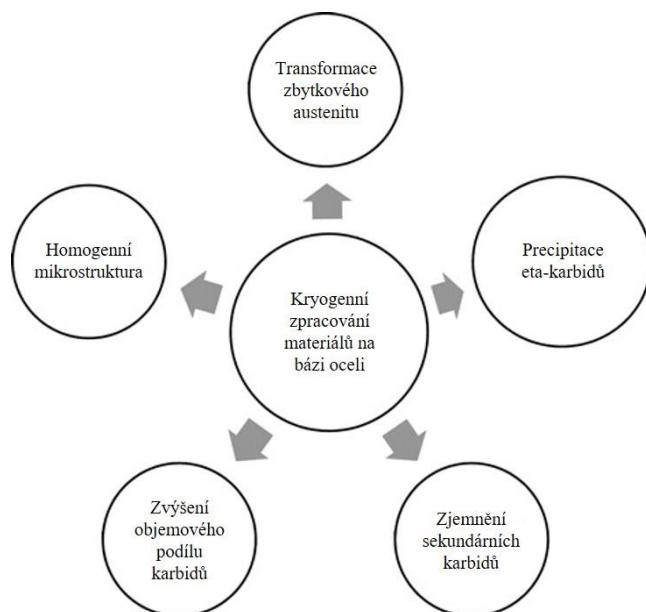 Transformace
zbytkového
austenitu
Homogenní
mikrostruktura
Precipitace
eta-karbidů
Kryogenní
zpracování
materiálů na
bázi oceli
Zvýšení
objemového
podílu
karbidů
Zjemnění
sekundárních
karbidů